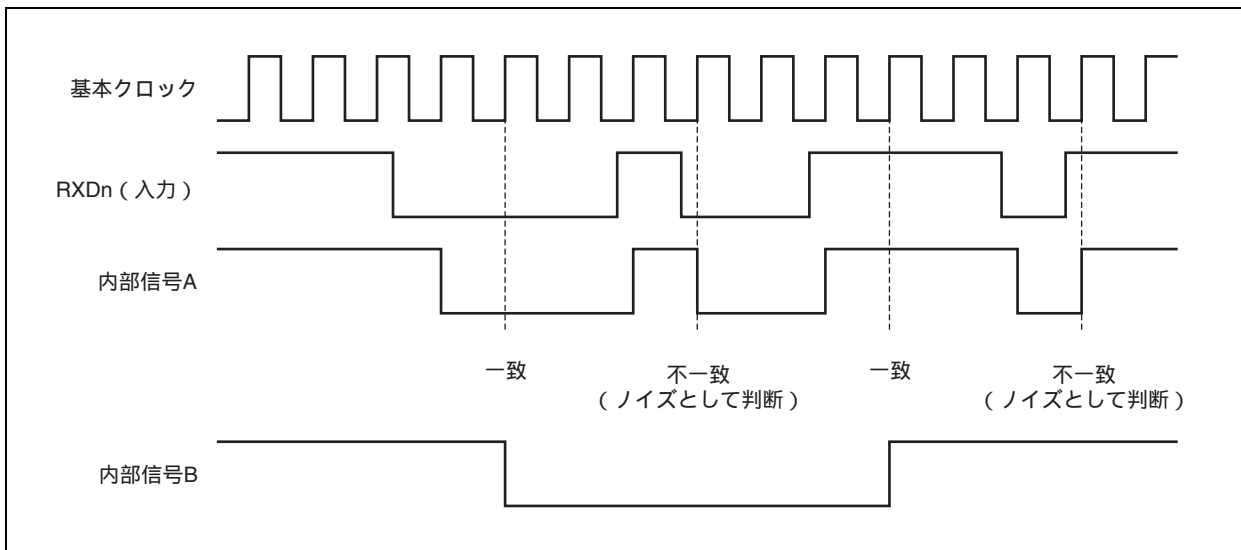 基本クロック
RXDn（入力）
内部信号A
一致
不一致
（ノイズとして判断）
一致
不一致
（ノイズとして判断）
内部信号B